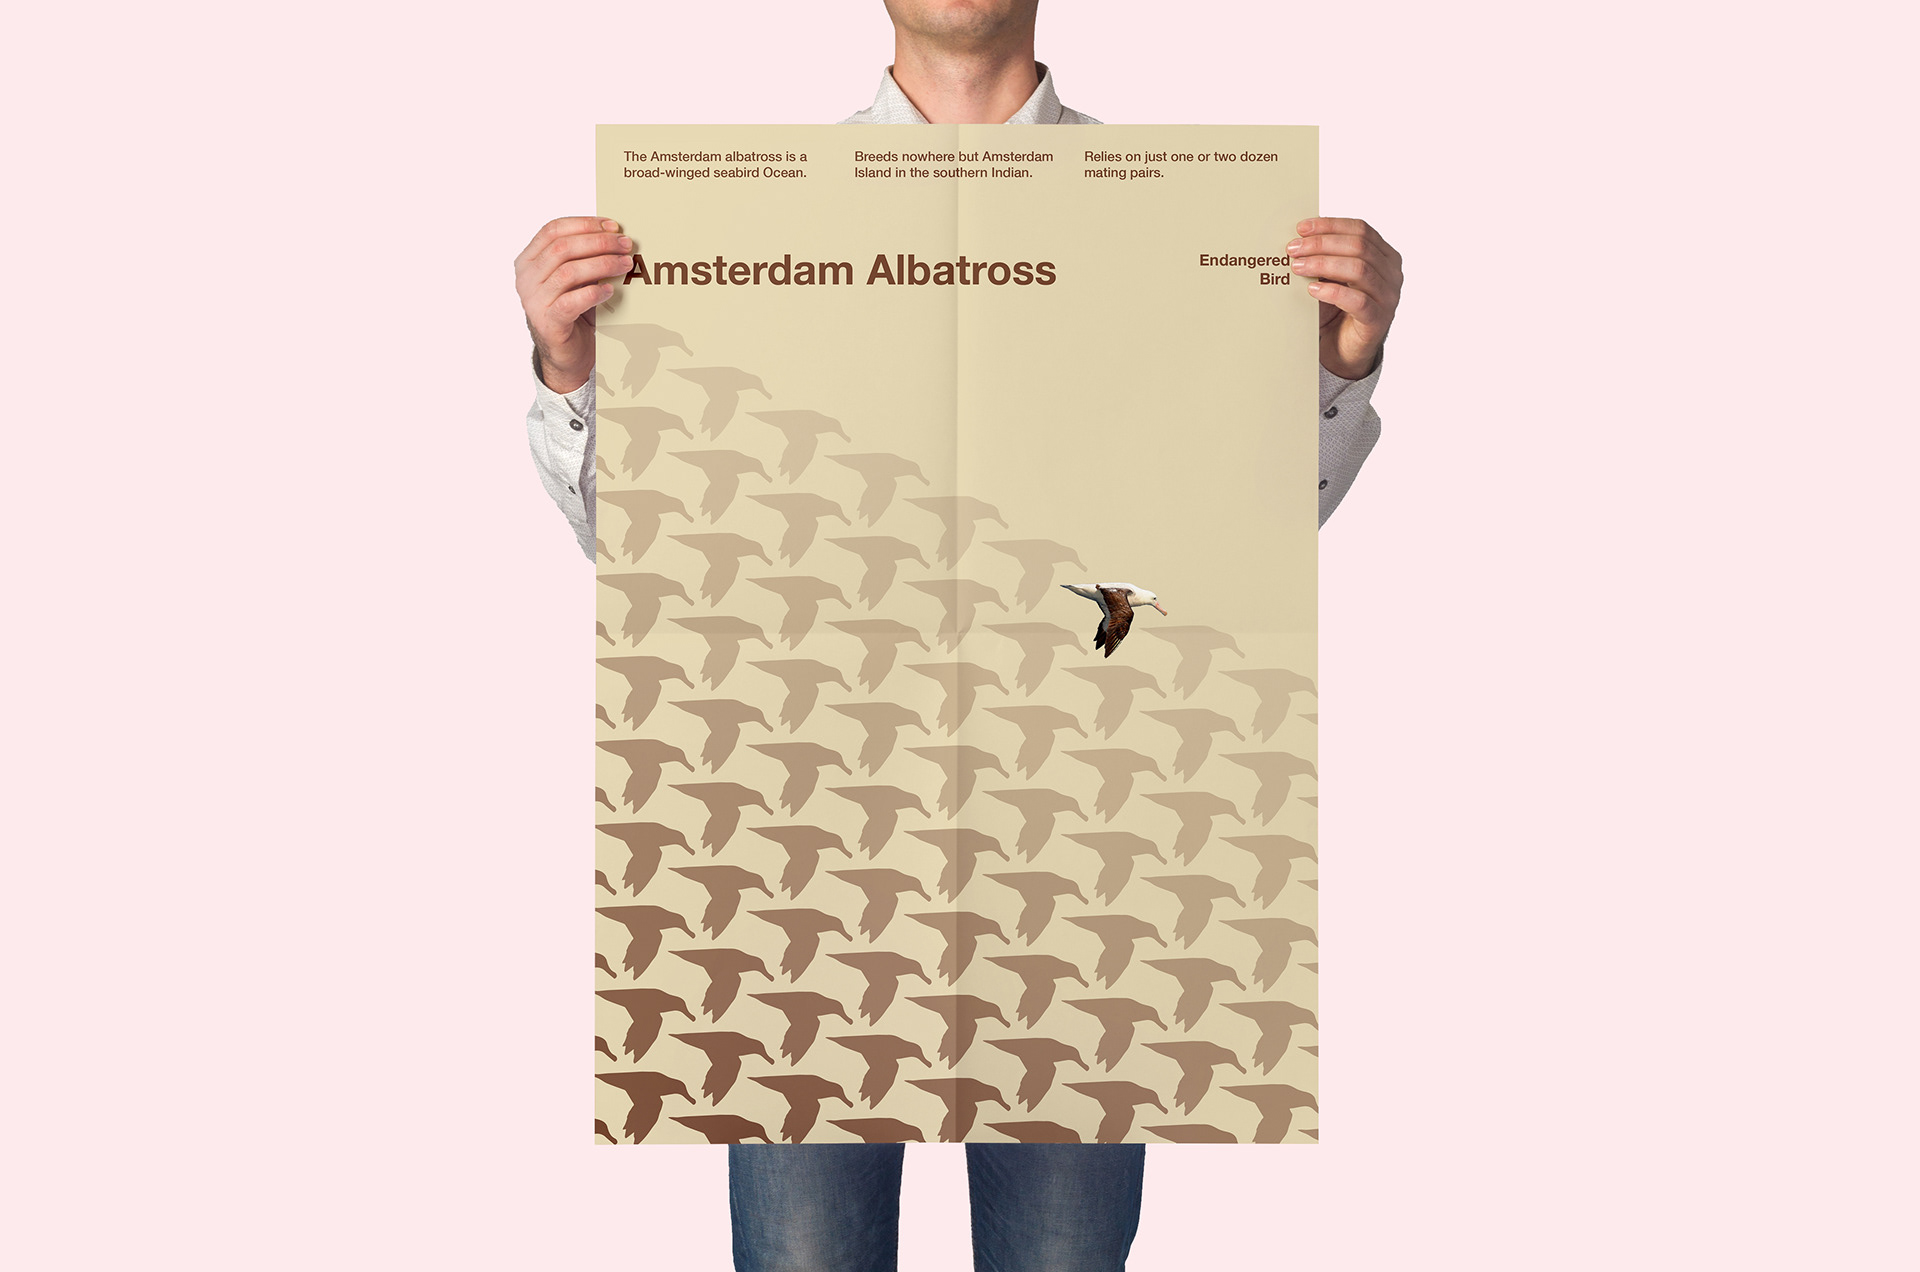 The Amsterdam albatross is a
broad-winged seabird Ocean.
Breeds nowhere but Amsterdam
Island in the southern Indian.
Relies on just one or two dozen
mating pairs.
Amsterdam Albatross
Endangered
Bird